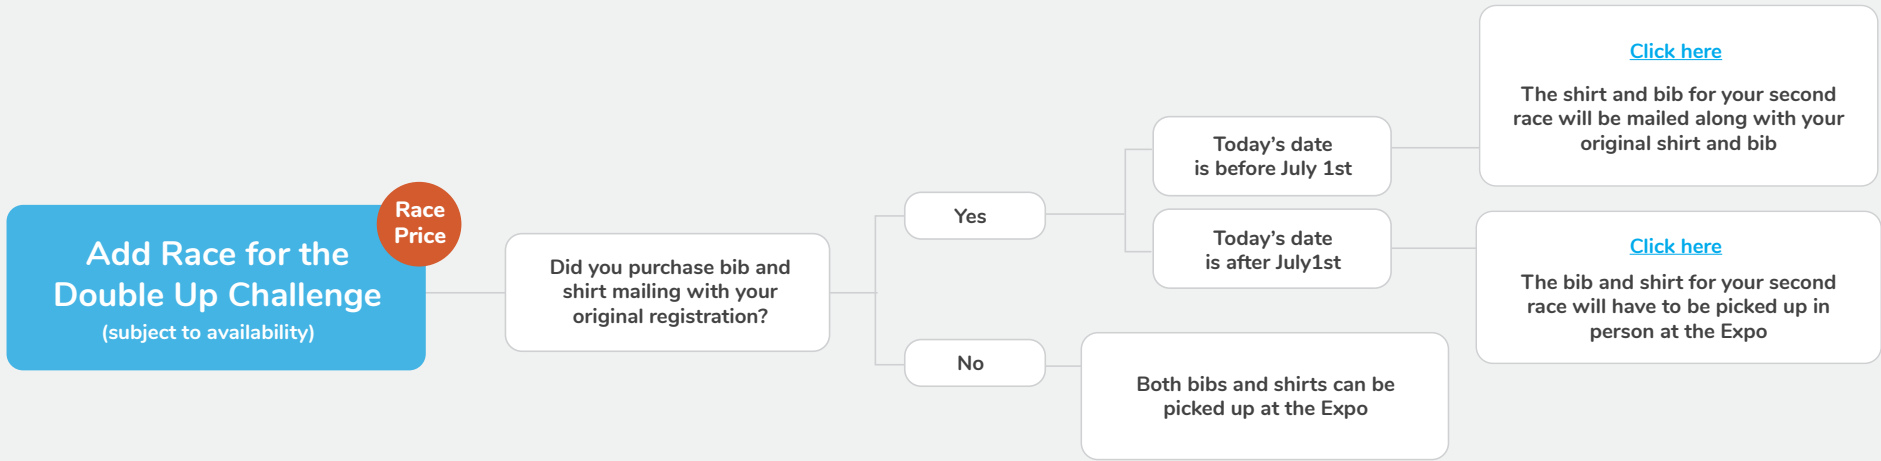 Add Race for the
Double Up Challenge
(subject to availability)
Race
Price
Did you purchase bib and
shirt mailing with your
original registration?
Yes
Today’s date
is before July 1st
Click here
The shirt and bib for your second
race will be mailed along with your
original shirt and bib
Today’s date
is after July1st
Click here
The bib and shirt for your second
race will have to be picked up in
person at the Expo
No
Both bibs and shirts can be
picked up at the Expo